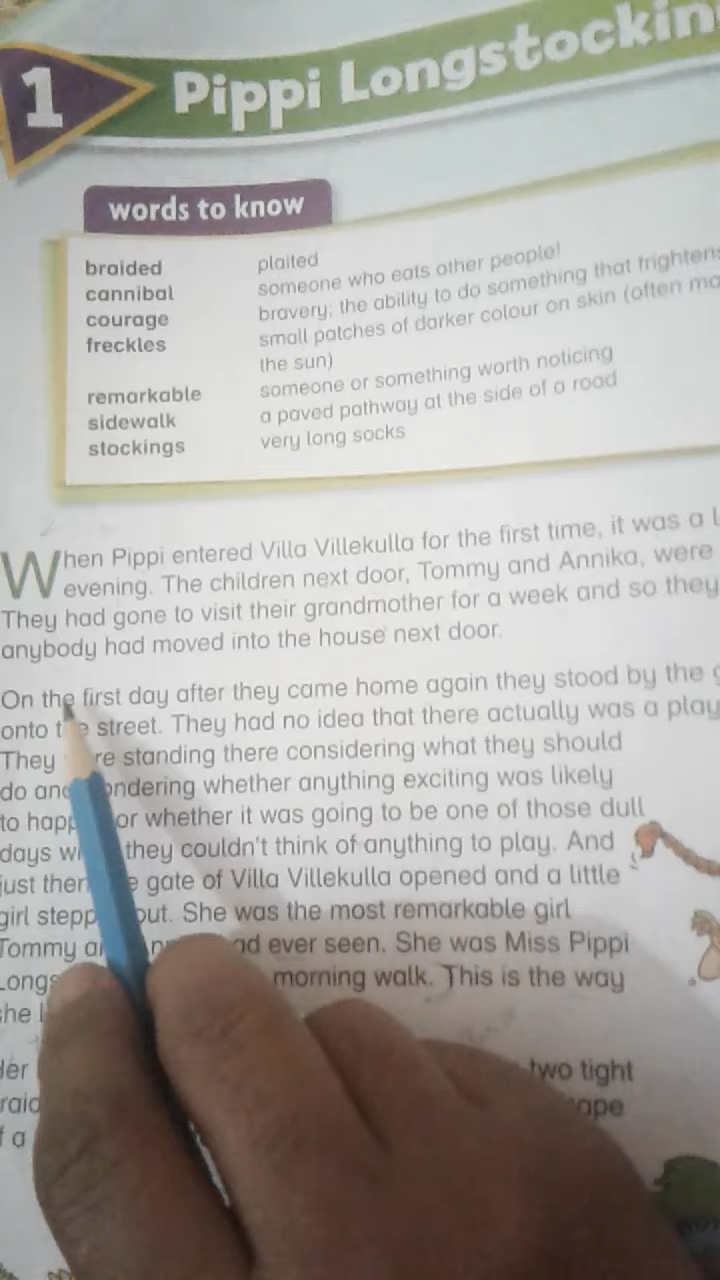 1
Pippi Longstockin
words to know
braided plaited
cannibal someone who eats other people!
courage bravery; the ability to do something that frightens
freckles small patches of darker colour on skin (often ma
the sun)
remarkable someone or something worth noticing
sidewalk a paved pathway at the side of a road
stockings very long socks
When Pippi entered Villa Villekulla for the first time, it was a l
evening. The children next door, Tommy and Annika, were
They had gone to visit their grandmother for a week and so they
anybody had moved into the house next door.
On the first day after they came home again they stood by the g
onto the street. They had no idea that there actually was a play
They re standing there considering what they should
do and ondering whether anything exciting was likely
to happ or whether it was going to be one of those dull
days w they couldn't think of anything to play. And
just then e gate of Villa Villekulla opened and a little
girl stepp out. She was the most remarkable girl
Tommy a ad ever seen. She was Miss Pippi
Longs morning walk. This is the way
she l
two tight
ape
f a